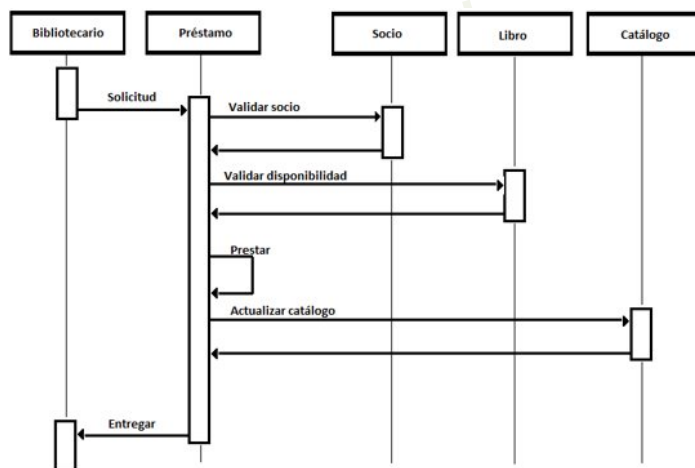 Bibliotecario
Préstamo
Socio
Libro
Catálogo
Solicitud
Validar socio
Validar disponibilidad
Prestar
Actualizar catálogo
Entregar